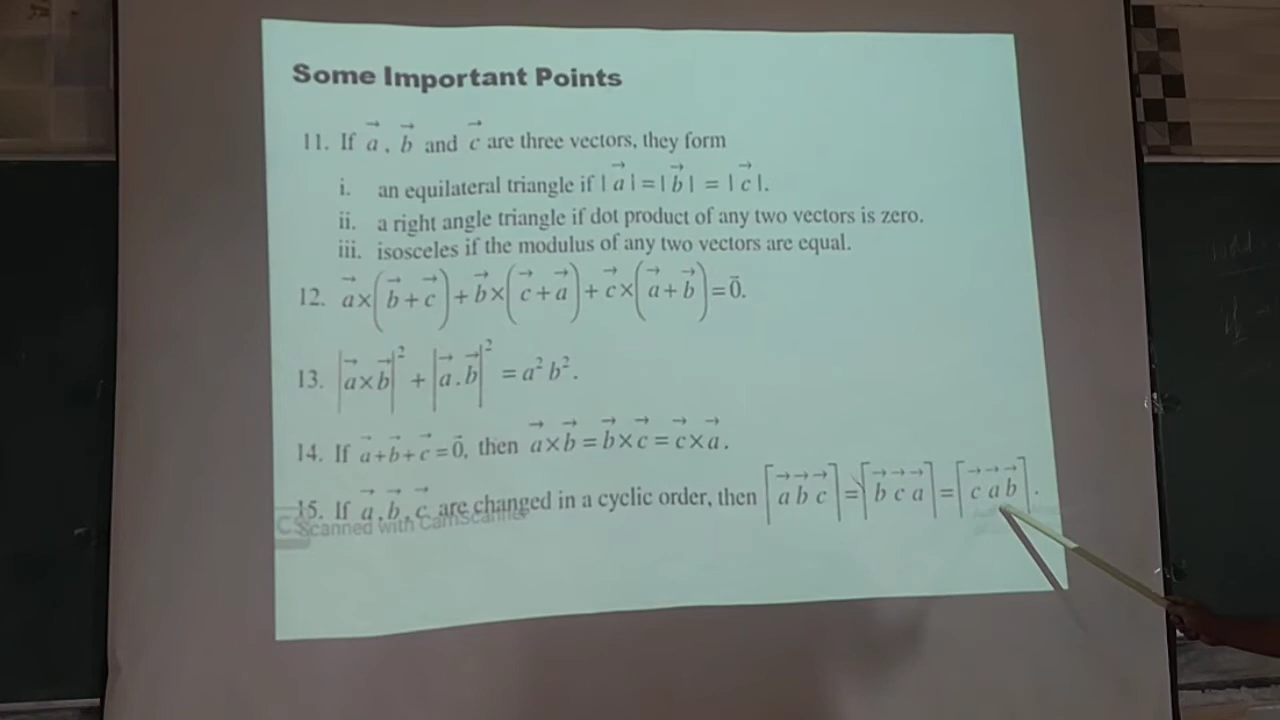 Some Important Points
11. If a⃗ , b⃗ and c⃗ are three vectors, they form
i. an equilateral triangle if | a⃗ | = | b⃗ | = | c⃗ |.
ii. a right angle triangle if dot product of any two vectors is zero.
iii. isosceles if the modulus of any two vectors are equal.
12. a⃗ × ( b⃗ + c⃗ ) + b⃗ × ( c⃗ + a⃗ ) + c⃗ × ( a⃗ + b⃗ ) = 0⃗.
13. | a⃗ × b⃗ |² + | a⃗ . b⃗ |² = a² b².
14. If a⃗ + b⃗ + c⃗ = 0⃗, then a⃗ × b⃗ = b⃗ × c⃗ = c⃗ × a⃗ .
15. If a⃗ , b⃗ , c⃗ are changed in a cyclic order, then [ a⃗ b⃗ c⃗ ] = [ b⃗ c⃗ a⃗ ] = [ c⃗ a⃗ b⃗ ] .
CS Scanned with CamScanner